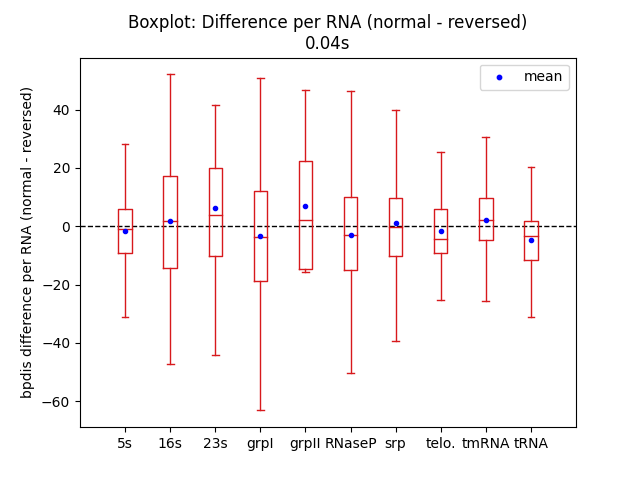 Boxplot: Difference per RNA (normal - reversed)
0.04s
mean
bpdis difference per RNA (normal - reversed)
40
20
0
−20
−40
−60
5s 16s 23s grpI grpII RNaseP srp telo. tmRNA tRNA